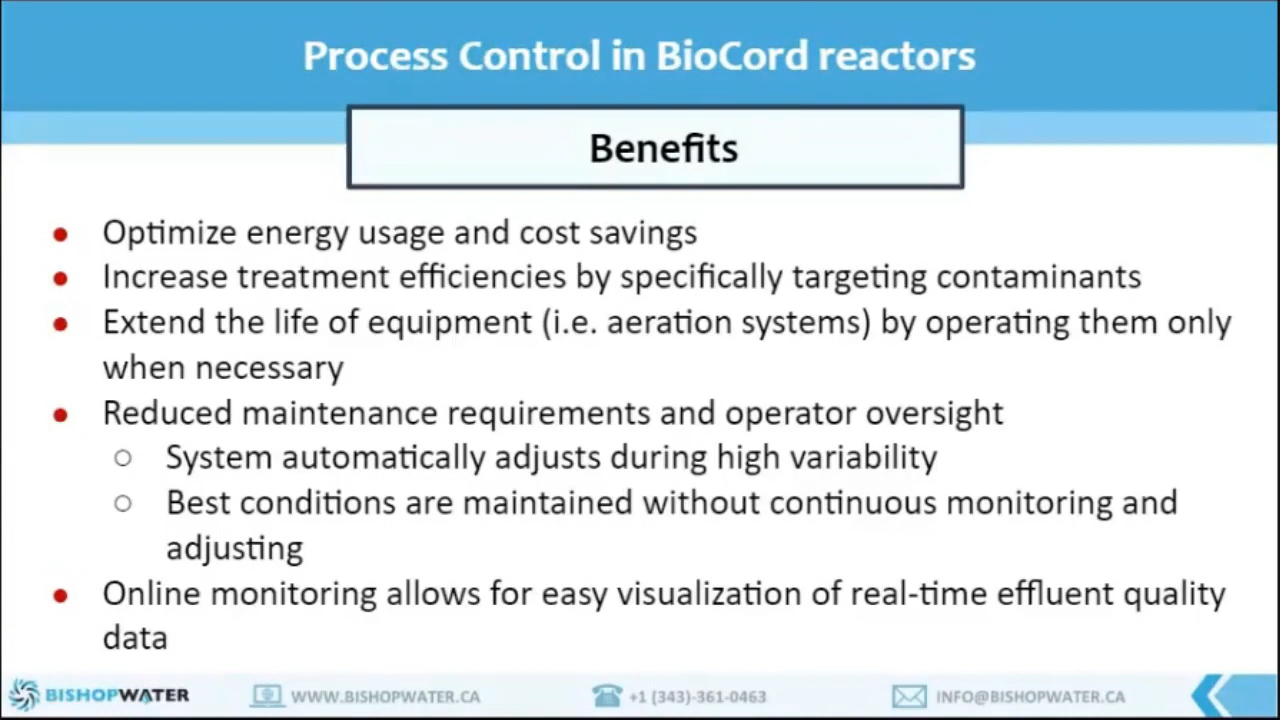 Process Control in BioCord reactors
Benefits
● Optimize energy usage and cost savings
● Increase treatment efficiencies by specifically targeting contaminants
● Extend the life of equipment (i.e. aeration systems) by operating them only
when necessary
● Reduced maintenance requirements and operator oversight
○ System automatically adjusts during high variability
○ Best conditions are maintained without continuous monitoring and
adjusting
● Online monitoring allows for easy visualization of real-time effluent quality
data
BISHOPWATER WWW.BISHOPWATER.CA +1 (343)-361-0463 INFO@BISHOPWATER.CA